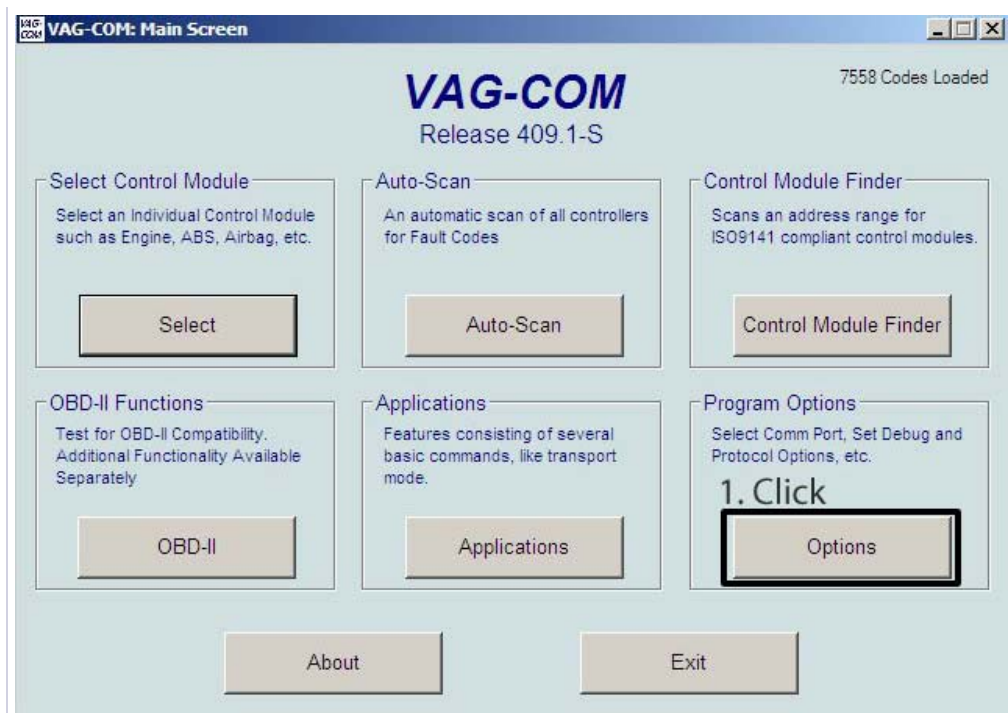 VAG-COM: Main Screen
7558 Codes Loaded
VAG-COM
Release 409.1-S
Select Control Module
Select an Individual Control Module
such as Engine, ABS, Airbag, etc.
Select
Auto-Scan
An automatic scan of all controllers
for Fault Codes
Auto-Scan
Control Module Finder
Scans an address range for
ISO9141 compliant control modules.
Control Module Finder
OBD-II Functions
Test for OBD-II Compatibility.
Additional Functionality Available
Separately
OBD-II
Applications
Features consisting of several
basic commands, like transport
mode.
Applications
Program Options
Select Comm Port, Set Debug and
Protocol Options, etc.
1. Click
Options
About
Exit